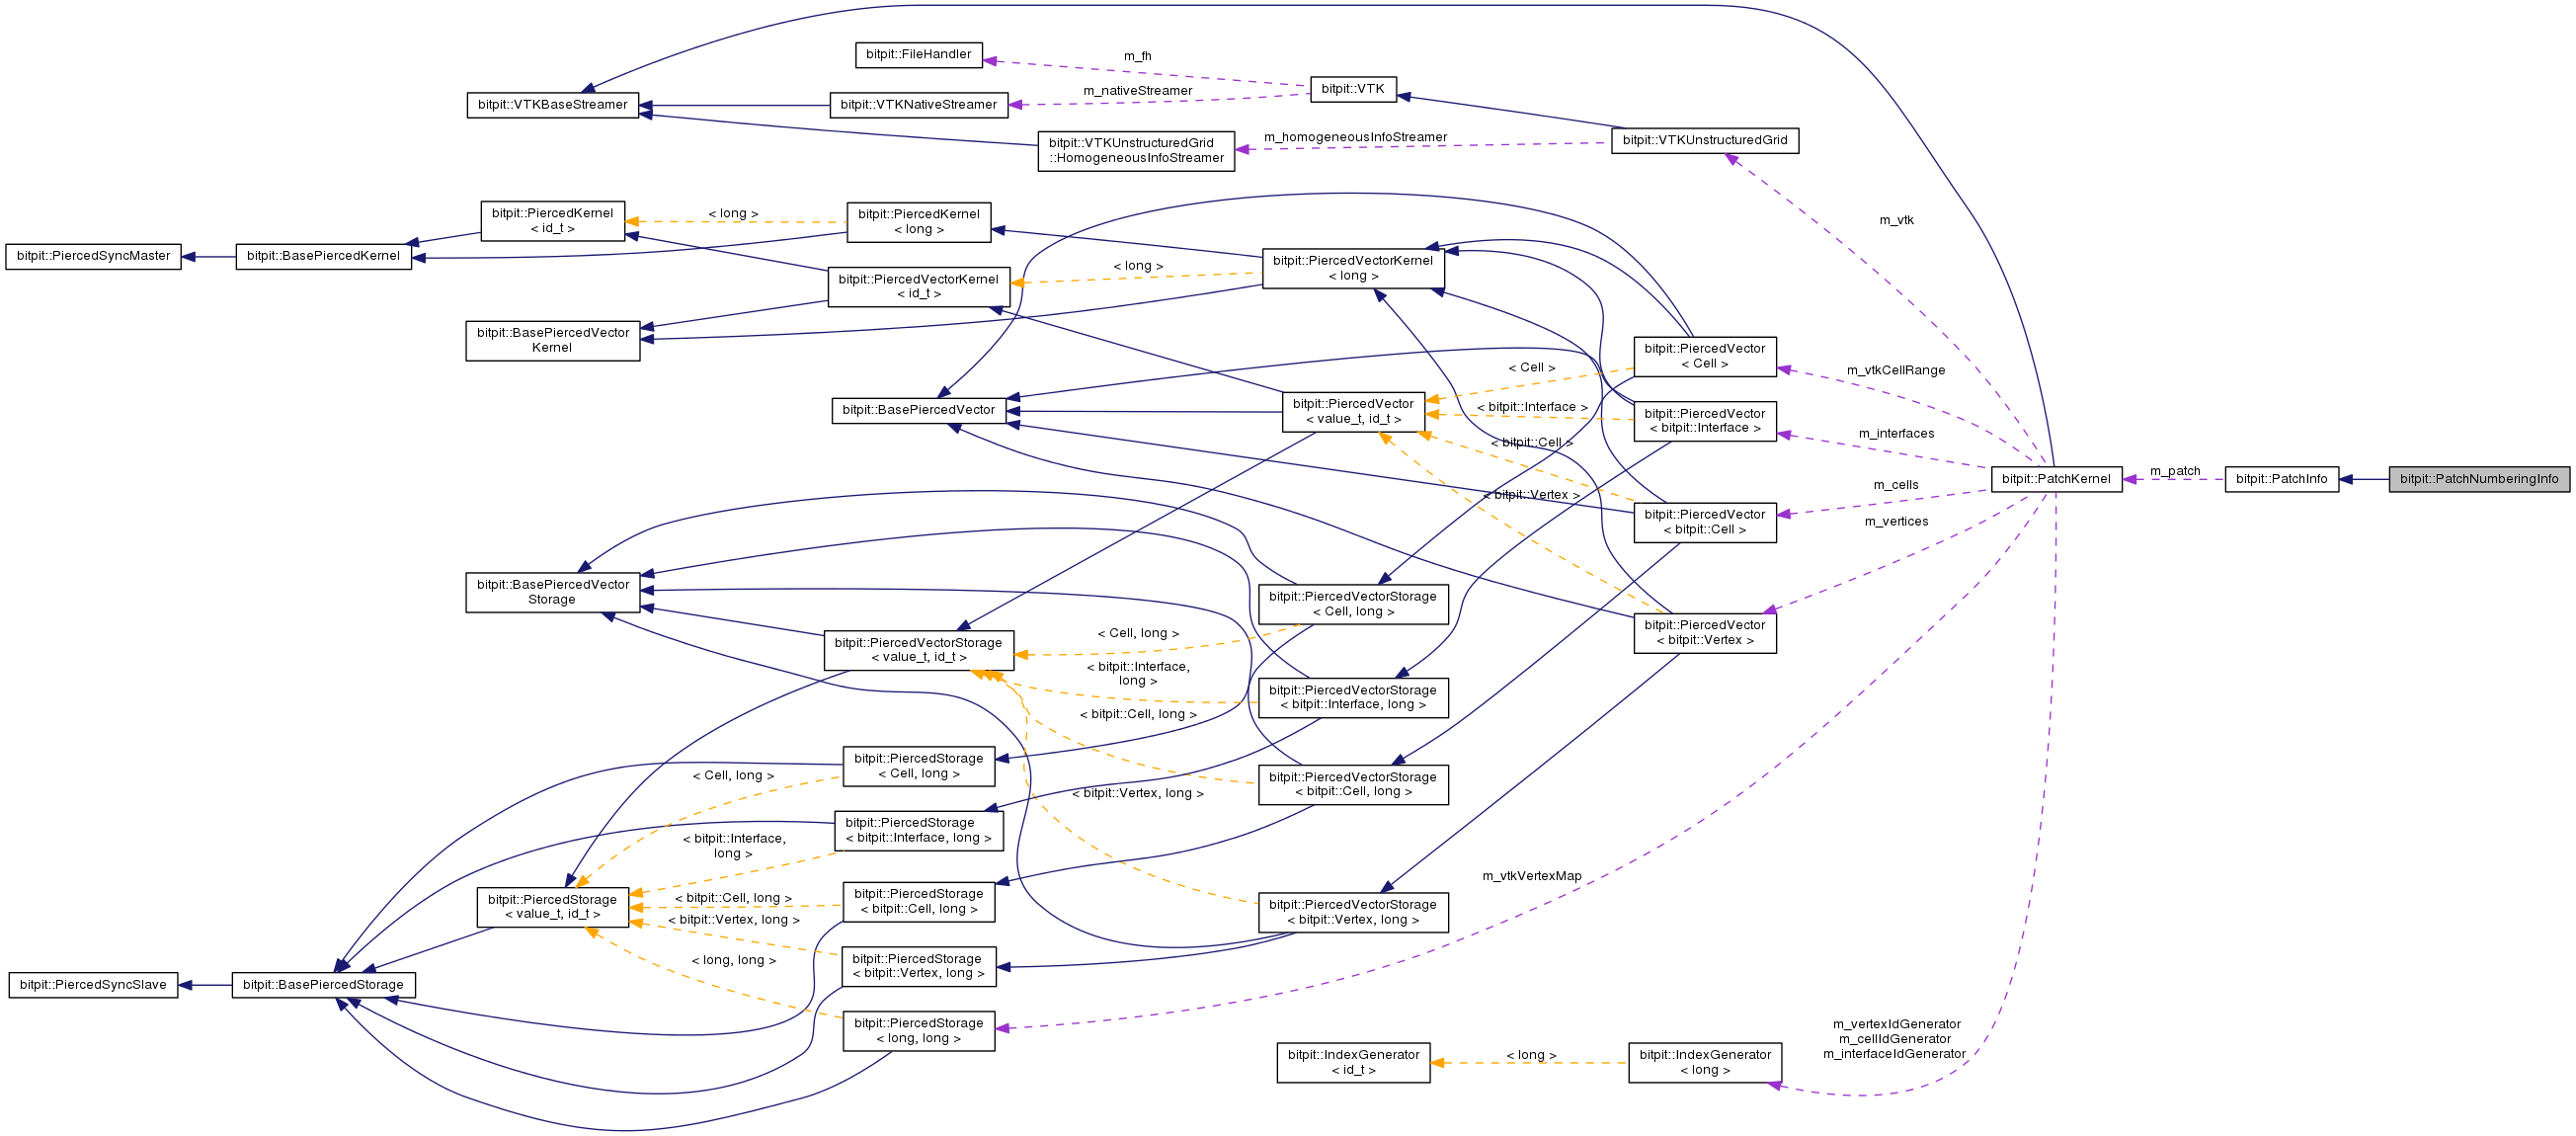 bitpit::FileHandler
m_fh
bitpit::VTK
bitpit::VTKBaseStreamer
bitpit::VTKNativeStreamer
m_nativeStreamer
bitpit::VTKUnstructuredGrid
::HomogeneousInfoStreamer
m_homogeneousInfoStreamer
bitpit::VTKUnstructuredGrid
m_vtk
bitpit::PiercedKernel
< id_t >
< long >
bitpit::PiercedKernel
< long >
bitpit::PiercedSyncMaster
bitpit::BasePiercedKernel
bitpit::PiercedVectorKernel
< id_t >
< long >
bitpit::PiercedVectorKernel
< long >
bitpit::BasePiercedVector
Kernel
bitpit::PiercedVector
< Cell >
m_vtkCellRange
< Cell >
bitpit::BasePiercedVector
bitpit::PiercedVector
< value_t, id_t >
< bitpit::Interface >
bitpit::PiercedVector
< bitpit::Interface >
m_interfaces
< bitpit::Cell >
bitpit::PatchKernel
m_patch
bitpit::PatchInfo
bitpit::PatchNumberingInfo
m_cells
< bitpit::Vertex >
bitpit::PiercedVector
< bitpit::Cell >
m_vertices
bitpit::BasePiercedVector
Storage
bitpit::PiercedVectorStorage
< Cell, long >
bitpit::PiercedVector
< bitpit::Vertex >
bitpit::PiercedVectorStorage
< value_t, id_t >
< Cell, long >
< bitpit::Interface,
long >
bitpit::PiercedVectorStorage
< bitpit::Interface, long >
< bitpit::Cell, long >
bitpit::PiercedStorage
< Cell, long >
< Cell, long >
bitpit::PiercedVectorStorage
< bitpit::Cell, long >
< bitpit::Vertex, long >
bitpit::PiercedStorage
< bitpit::Interface, long >
< bitpit::Interface,
long >
m_vtkVertexMap
bitpit::PiercedStorage
< value_t, id_t >
< bitpit::Cell, long >
bitpit::PiercedStorage
< bitpit::Cell, long >
bitpit::PiercedVectorStorage
< bitpit::Vertex, long >
< bitpit::Vertex, long >
bitpit::PiercedStorage
< bitpit::Vertex, long >
< long, long >
bitpit::PiercedSyncSlave
bitpit::BasePiercedStorage
bitpit::PiercedStorage
< long, long >
m_vertexIdGenerator
m_cellIdGenerator
m_interfaceIdGenerator
bitpit::IndexGenerator
< id_t >
< long >
bitpit::IndexGenerator
< long >